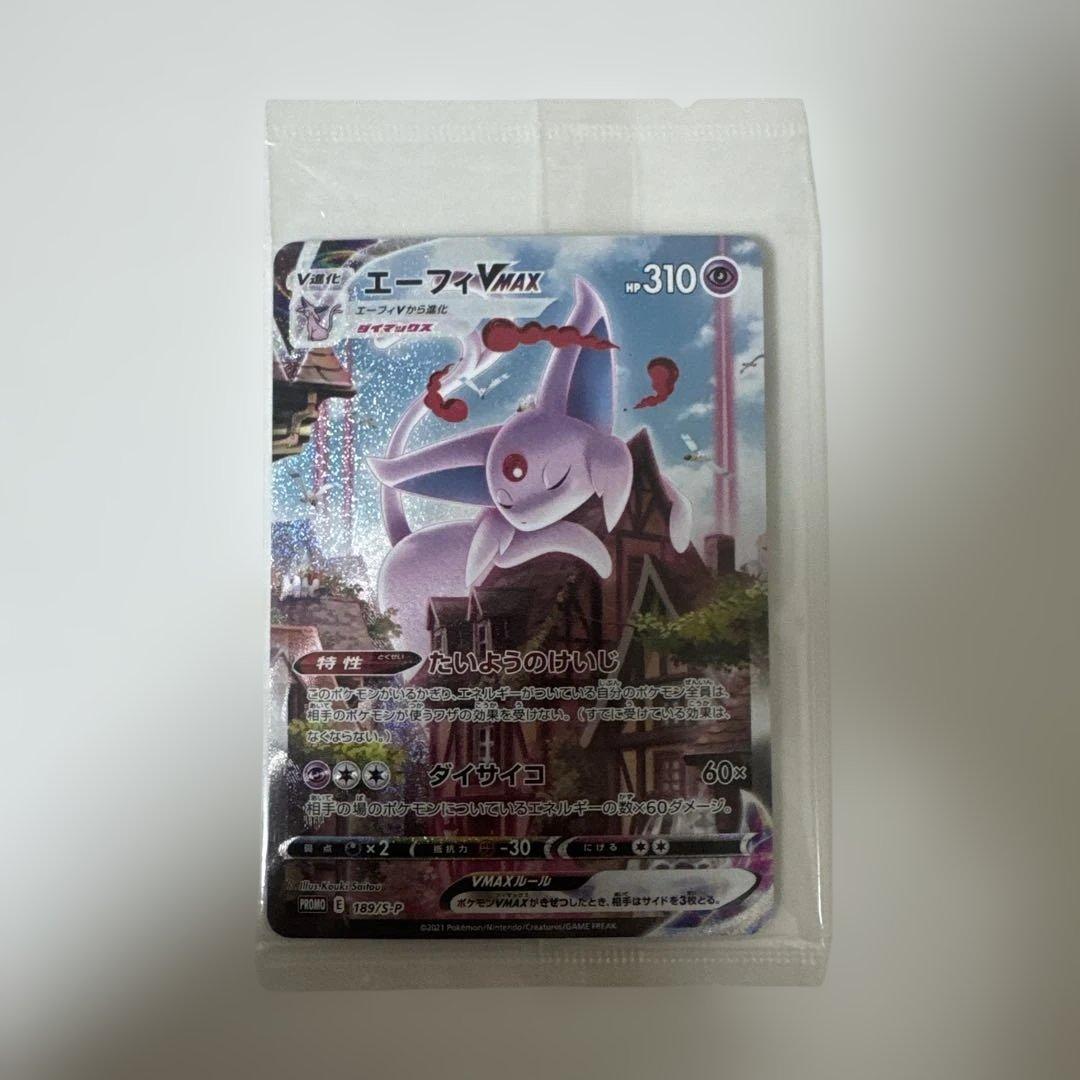 V進化 エーフィVMAX HP310
エーフィVから進化
ダイマックス
特性 とくせい たいようのけいじ
このポケモンがいるかぎり、エネルギーがついている自分のポケモン全員は、
相手のポケモンが使うワザの効果を受けない。(すでに受けている効果は、
なくならない。)
ダイサイコ 60×
相手の場のポケモンについているエネルギーの数×60ダメージ。
弱点 ×2 抵抗力 -30 にげる
Illus. Kouki Saitou
VMAXルール
ポケモンVMAXがきぜつしたとき、相手はサイドを3枚とる。
PROMO E 189/S-P
©2021 Pokémon/Nintendo/Creatures/GAME FREAK